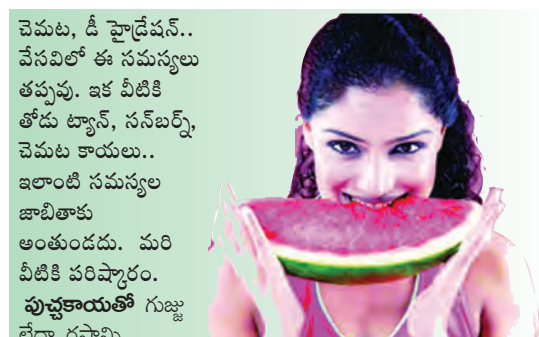 చెమట, డీ హైడ్రేషన్..
వేసవిలో ఈ సమస్యలు
తప్పవు. ఇక వీటికి
తోడు ట్యాన్, సన్‌బర్న్,
చెమట కాయలు..
ఇలాంటి సమస్యల
జాబితాకు
అంతుండదు. మరి
వీటికి పరిష్కారం.
పుచ్చకాయతో గుజ్జు
లేదా రసాన్ని